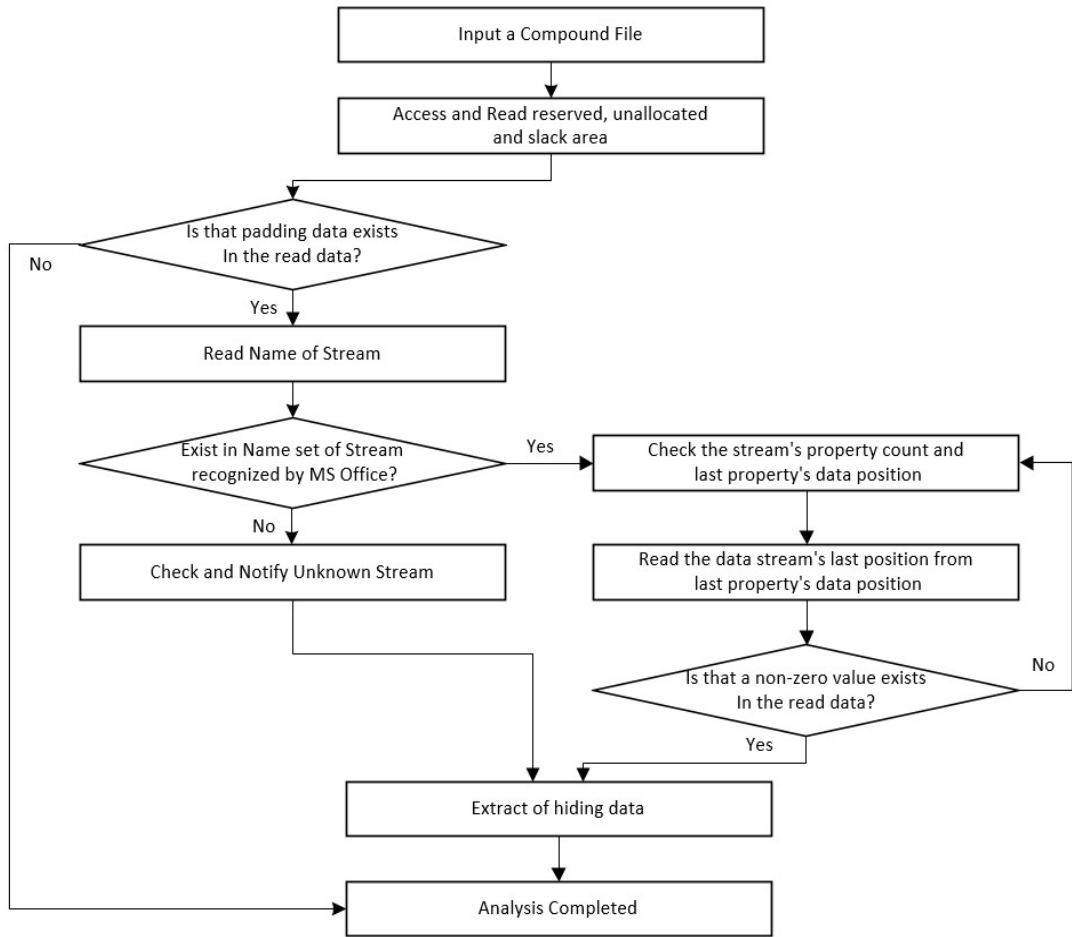 Input a Compound File
Access and Read reserved, unallocated
and slack area
Is that padding data exists
In the read data?
No
Yes
Read Name of Stream
Exist in Name set of Stream
recognized by MS Office?
Yes
Check the stream's property count and
last property's data position
No
Check and Notify Unknown Stream
Read the data stream's last position from
last property's data position
Is that a non-zero value exists
In the read data?
No
Yes
Extract of hiding data
Analysis Completed